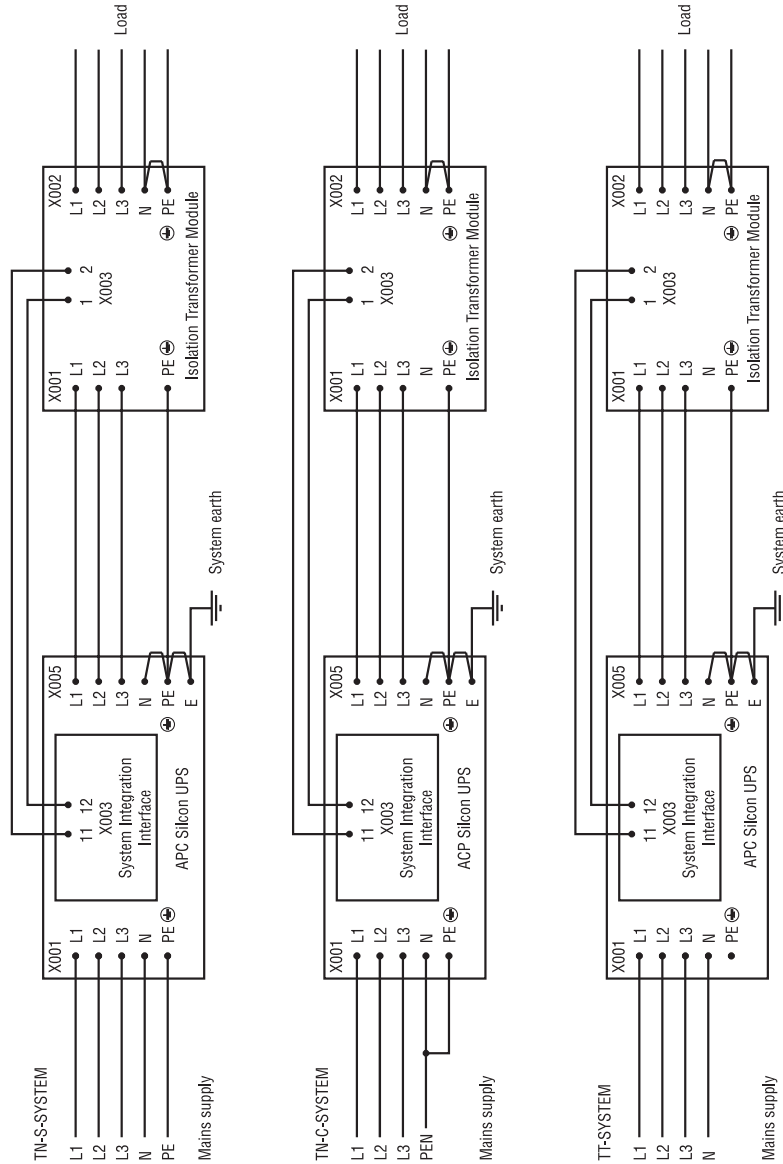 TN-S-SYSTEM
L1
L2
L3
N
PE
Mains supply
X001
L1
L2
L3
N
PE
11 12
X003
System Integration
Interface
APC Silcon UPS
X005
L1
L2
L3
N
PE
E
System earth
X001
L1
L2
L3
N
PE
1 2
X003
Isolation Transformer Module
X002
L1
L2
L3
N
PE
Load
TN-C-SYSTEM
L1
L2
L3
PEN
Mains supply
X001
L1
L2
L3
N
PE
11 12
X003
System Integration
Interface
ACP Silcon UPS
X005
L1
L2
L3
N
PE
E
System earth
X001
L1
L2
L3
N
PE
1 2
X003
Isolation Transformer Module
X002
L1
L2
L3
N
PE
Load
TT-SYSTEM
L1
L2
L3
N
Mains supply
X001
L1
L2
L3
N
PE
11 12
X003
System Integration
Interface
APC Silcon UPS
X005
L1
L2
L3
N
PE
E
System earth
X001
L1
L2
L3
N
PE
1 2
X003
Isolation Transformer Module
X002
L1
L2
L3
N
PE
Load